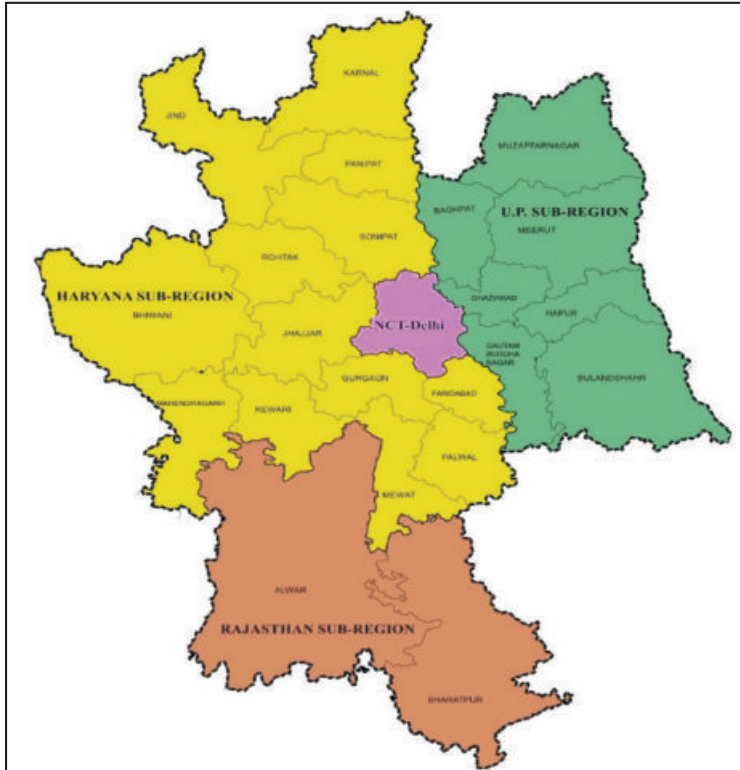 KARNAL
JIND
MUZAFFARNAGAR
PANIPAT
BAGHPAT
U.P. SUB-REGION
MEERUT
SONIPAT
ROHTAK
HARYANA SUB-REGION
BHIWANI
GHAZIABAD
HAPUR
NCT-Delhi
JHAJJAR
GAUTAM
BUDDHA
NAGAR
GURGAON
BULANDSHAHR
FARIDABAD
MAHENDRAGARH
REWARI
PALWAL
MEWAT
ALWAR
RAJASTHAN SUB-REGION
BHARATPUR